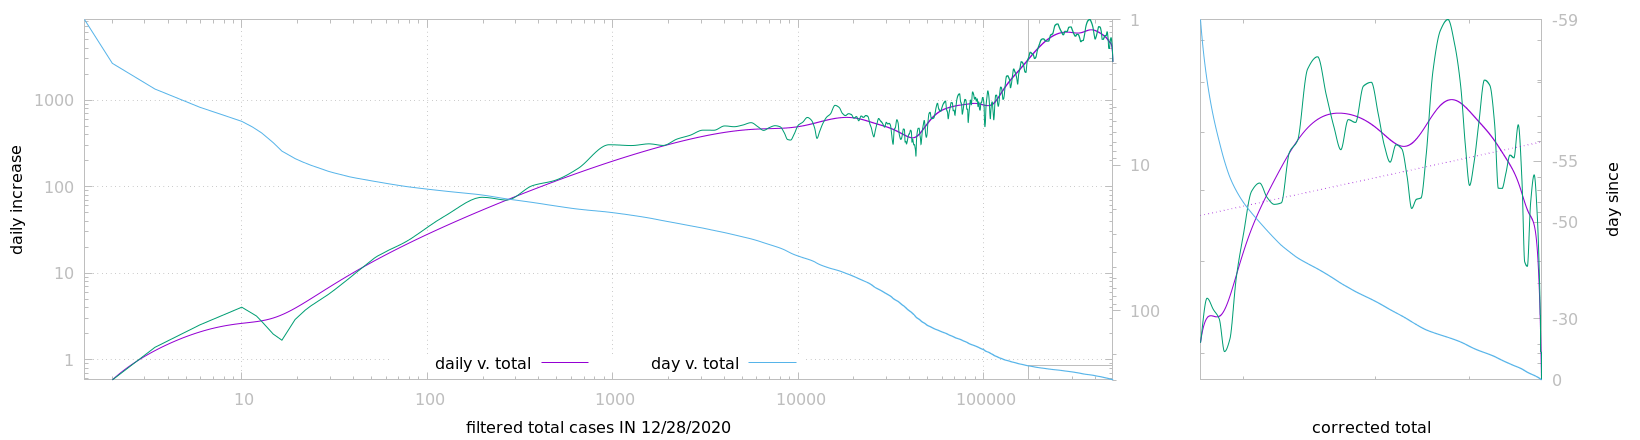 daily increase
1000
100
10
1
10
100
1000
10000
100000
filtered total cases IN 12/28/2020
daily v. total
day v. total
1
10
100
-59
-55
-50
-30
0
day since
corrected total